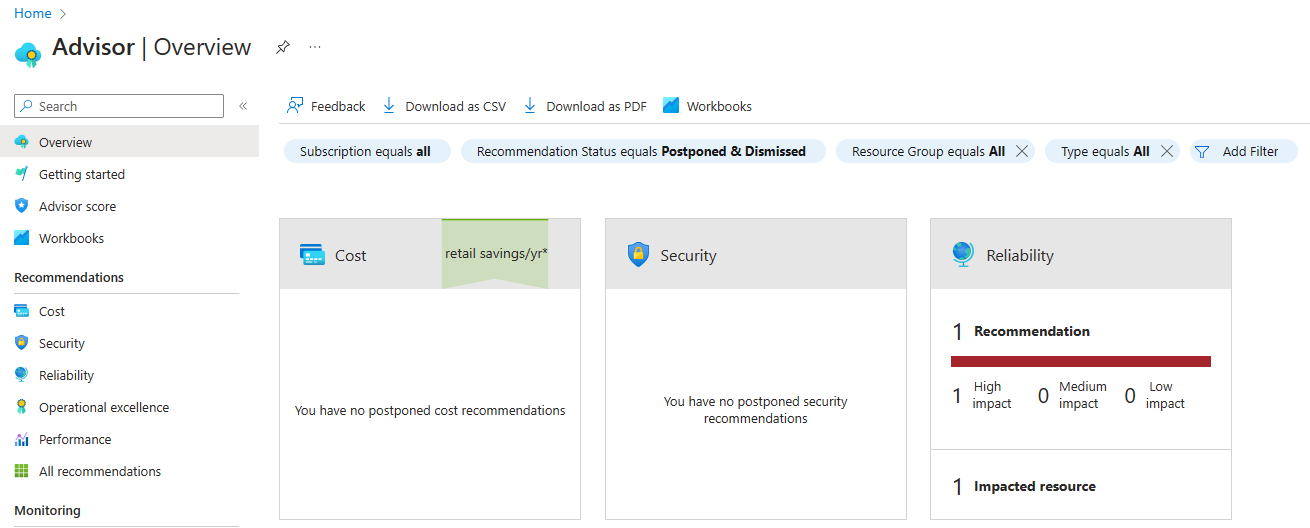 Home
Advisor | Overview
Search
Overview
Getting started
Advisor score
Workbooks
Recommendations
Cost
Security
Reliability
Operational excellence
Performance
All recommendations
Monitoring
Feedback
Download as CSV
Download as PDF
Workbooks
Subscription equals all
Recommendation Status equals Postponed & Dismissed
Resource Group equals All
Type equals All
Add Filter
Cost
retail savings/yr*
You have no postponed cost recommendations
Security
You have no postponed security
recommendations
Reliability
1 Recommendation
1 High
impact
0 Medium
impact
0 Low
impact
1 Impacted resource